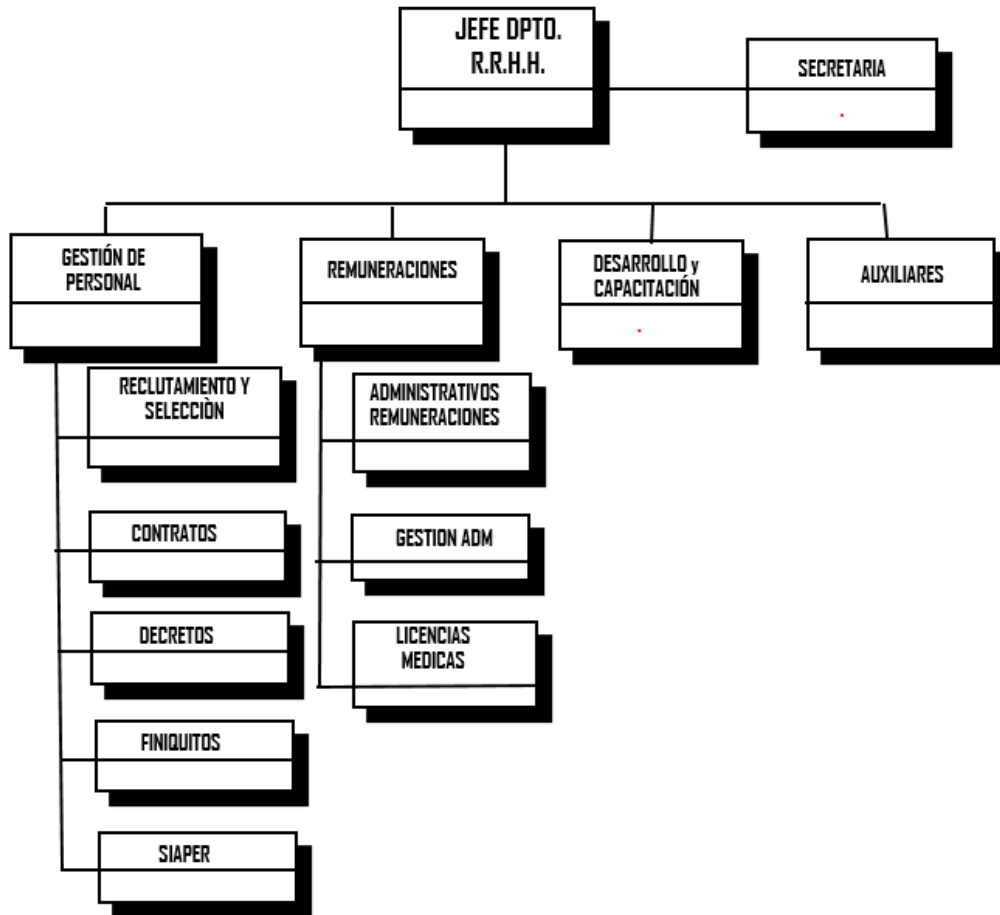 JEFE DPTO.
R.R.H.H.
SECRETARIA
GESTIÓN DE
PERSONAL
REMUNERACIONES
DESARROLLO y
CAPACITACIÓN
AUXILIARES
RECLUTAMIENTO Y
SELECCIÒN
CONTRATOS
DECRETOS
FINIQUITOS
SIAPER
ADMINISTRATIVOS
REMUNERACIONES
GESTION ADM
LICENCIAS
MEDICAS